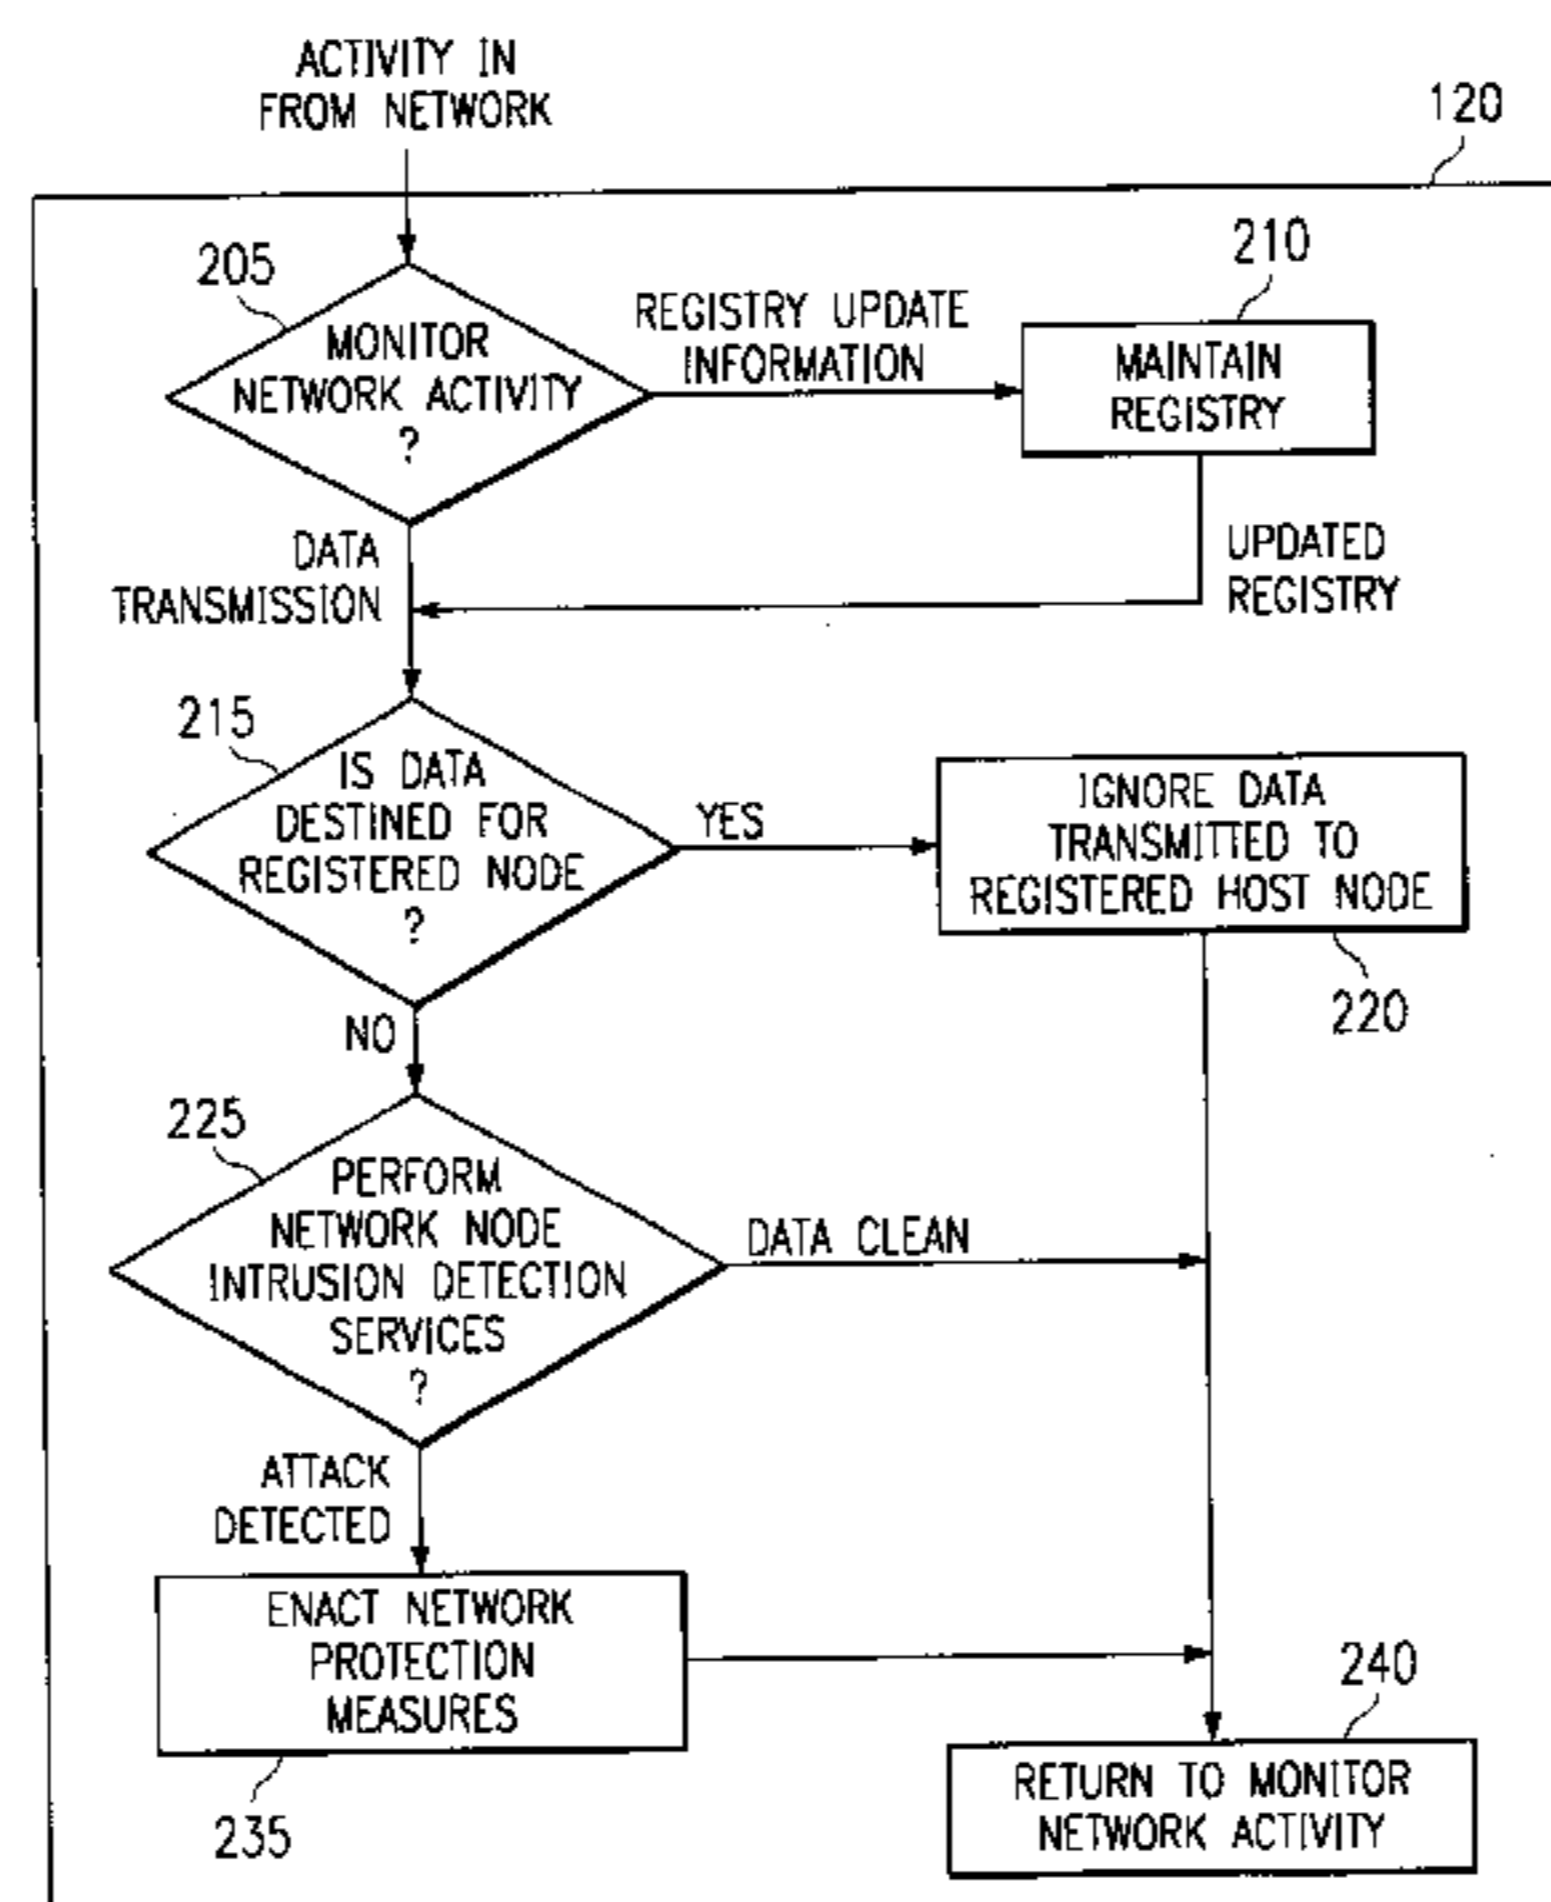 ACTIVITY IN
FROM NETWORK
120
205
MONITOR
NETWORK ACTIVITY
?
REGISTRY UPDATE
INFORMATION
210
MAINTAIN
REGISTRY
DATA
TRANSMISSION
UPDATED
REGISTRY
215
IS DATA
DESTINED FOR
REGISTERED NODE
?
YES
IGNORE DATA
TRANSMITTED TO
REGISTERED HOST NODE
220
NO
225
PERFORM
NETWORK NODE
INTRUSION DETECTION
SERVICES
?
DATA CLEAN
ATTACK
DETECTED
ENACT NETWORK
PROTECTION
MEASURES
235
240
RETURN TO MONITOR
NETWORK ACTIVITY